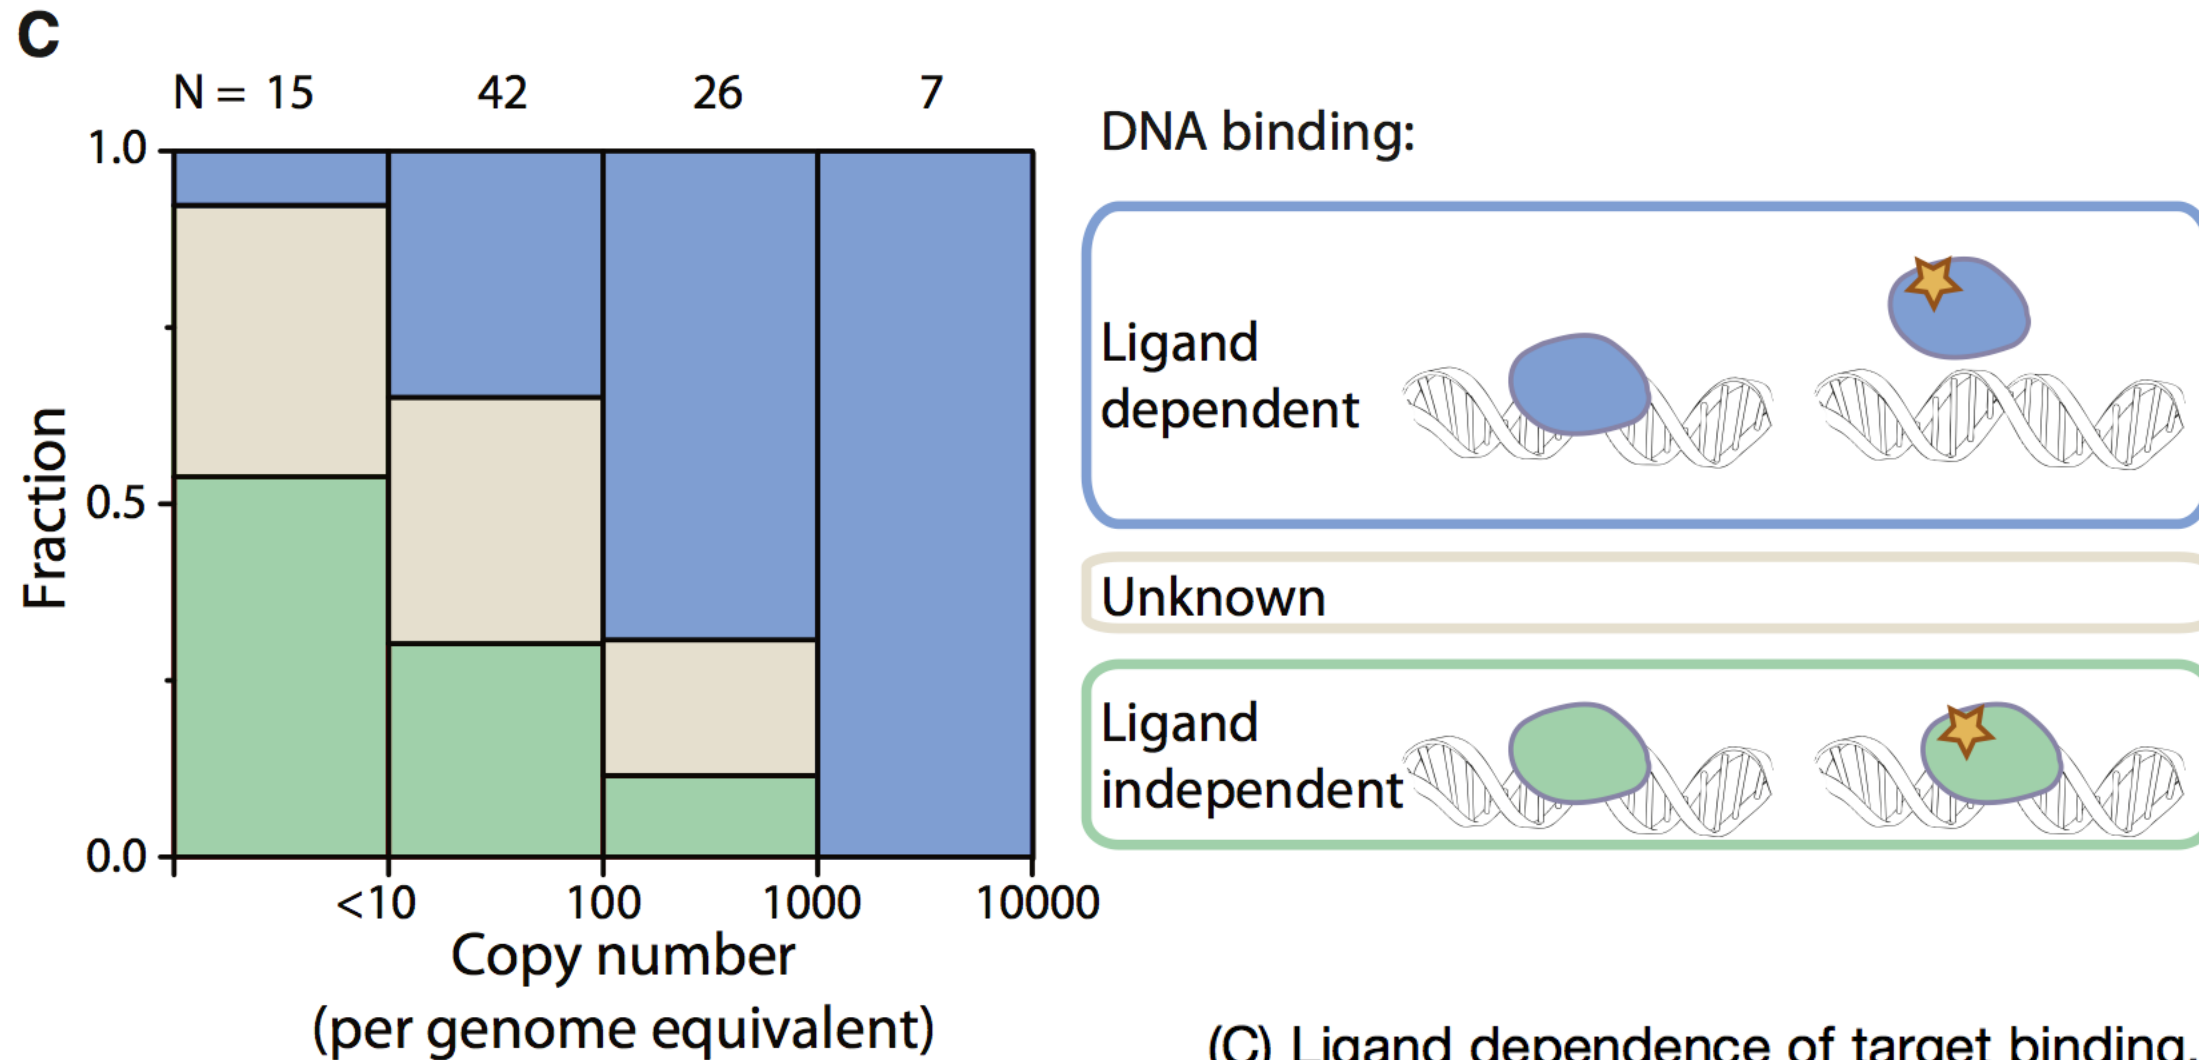 C
N = 15 42 26 7
1.0
0.5
0.0
Fraction
<10 100 1000 10000
Copy number
(per genome equivalent)
DNA binding:
Ligand
dependent
Unknown
Ligand
independent
(C) Ligand dependence of target binding.